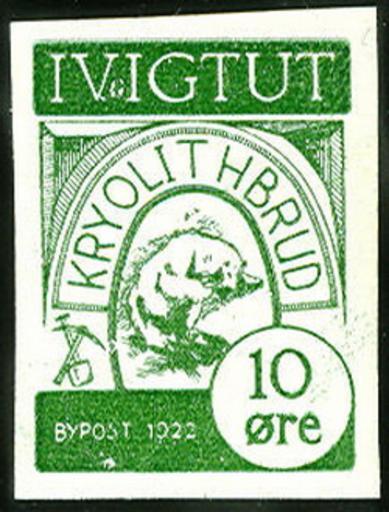 IVIGTUT
KRYOLITHBRUD
10
øre
BYPOST 1922